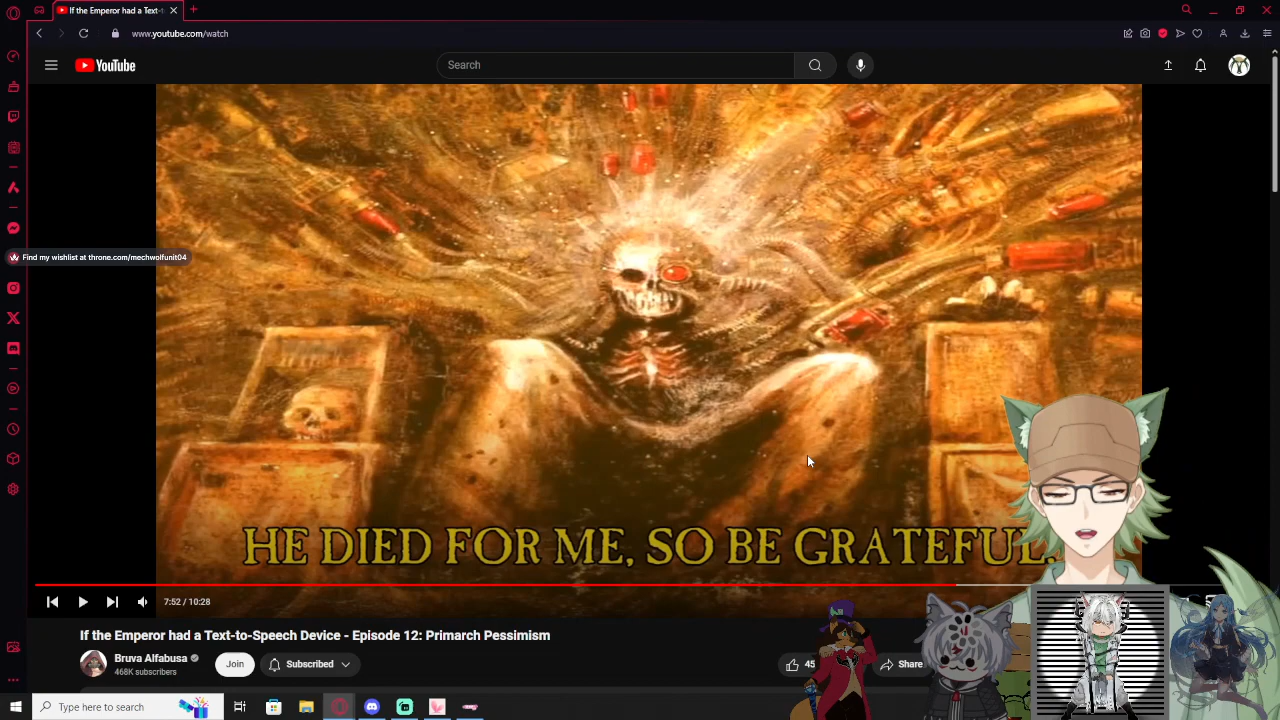 If the Emperor had a Text-
www.youtube.com/watch
YouTube
Search
Find my wishlist at throne.com/mechwolfunit04
HE DIED FOR ME, SO BE GRATEFUL.
7:52 / 10:28
If the Emperor had a Text-to-Speech Device - Episode 12: Primarch Pessimism
Bruva Alfabusa
468K subscribers
Join
Subscribed
45
Share
Type here to search